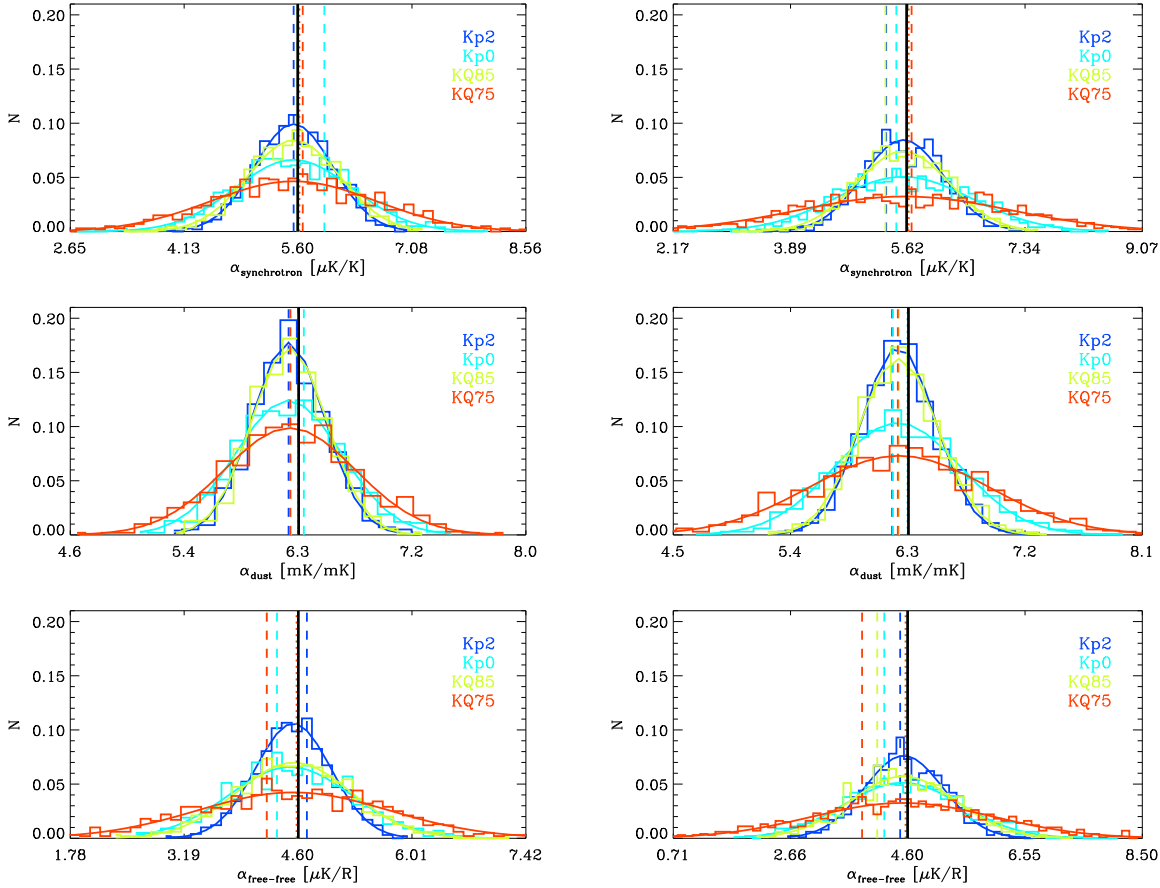 0.20
0.15
0.10
0.05
0.00
N
Kp2
Kp0
KQ85
KQ75
2.65 4.13 5.60 7.08 8.56
α_synchrotron [μK/K]
0.20
0.15
0.10
0.05
0.00
N
Kp2
Kp0
KQ85
KQ75
2.17 3.89 5.62 7.34 9.07
α_synchrotron [μK/K]
0.20
0.15
0.10
0.05
0.00
N
Kp2
Kp0
KQ85
KQ75
4.6 5.4 6.3 7.2 8.0
α_dust [mK/mK]
0.20
0.15
0.10
0.05
0.00
N
Kp2
Kp0
KQ85
KQ75
4.5 5.4 6.3 7.2 8.1
α_dust [mK/mK]
0.20
0.15
0.10
0.05
0.00
N
Kp2
Kp0
KQ85
KQ75
1.78 3.19 4.60 6.01 7.42
α_free-free [μK/R]
0.20
0.15
0.10
0.05
0.00
N
Kp2
Kp0
KQ85
KQ75
0.71 2.66 4.60 6.55 8.50
α_free-free [μK/R]